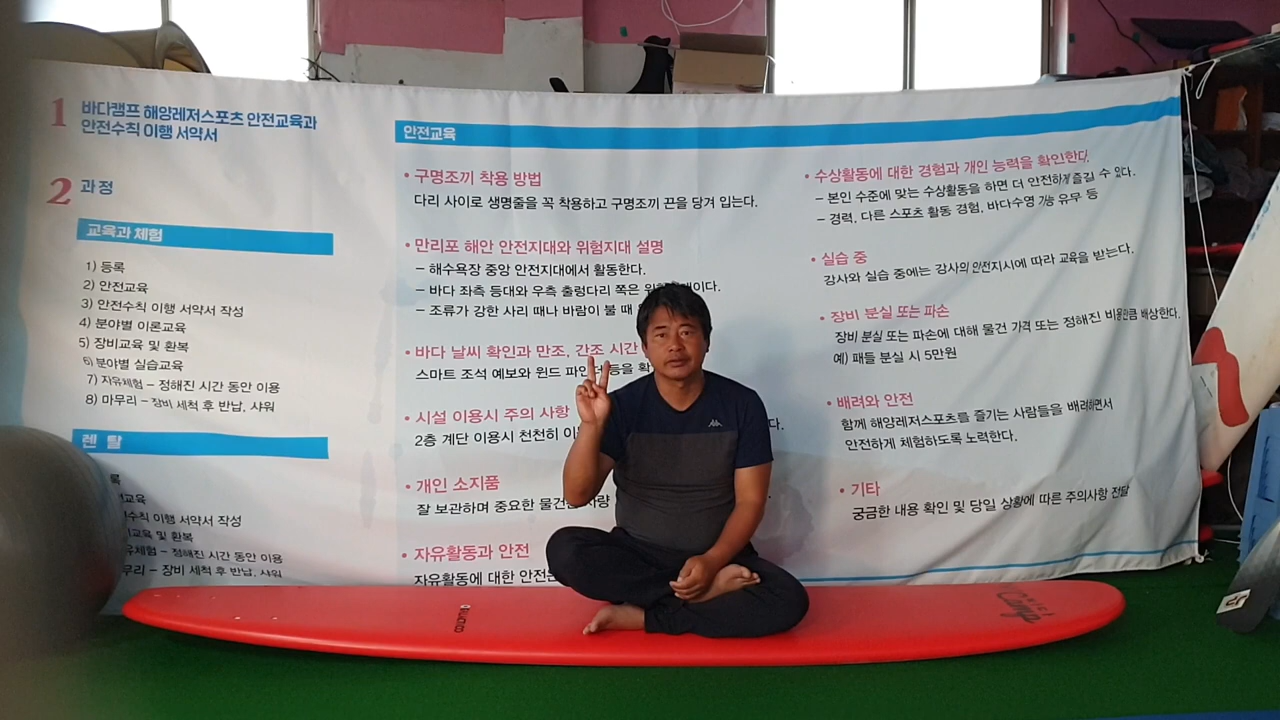 1 바다캠프 해양레저스포츠 안전교육과
안전수칙 이행 서약서
2 과 정
교육과 체험
1) 등록
2) 안전교육
3) 안전수칙 이행 서약서 작성
4) 분야별 이론교육
5) 장비교육 및 환복
6) 분야별 실습교육
7) 자유체험 – 정해진 시간 동안 이용
8) 마무리 – 장비 세척 후 반납, 샤워
렌 탈
록
전교육
수칙 이행 서약서 작성
교육 및 환복
유체험 – 정해진 시간 동안 이용
무리 – 장비 세척 후 반납, 샤워
안전교육
• 구명조끼 착용 방법
다리 사이로 생명줄을 꼭 착용하고 구명조끼 끈을 당겨 입는다.
• 만리포 해안 안전지대와 위험지대 설명
– 해수욕장 중앙 안전지대에서 활동한다.
– 바다 좌측 등대와 우측 출렁다리 쪽은 이다.
– 조류가 강한 사리 때나 바람이 불 때
• 바다 날씨 확인과 만조, 간조 시간
스마트 조석 예보와 윈드 등을
• 시설 이용시 주의 사항
2층 계단 이용시 천천히 다.
• 개인 소지품
잘 보관하며 중요한 물건은 차량
• 자유활동과 안전
자유활동에 대한 안전은
• 수상활동에 대한 경험과 개인 능력을 확인한다.
– 본인 수준에 맞는 수상활동을 하면 더 안전하게 즐길 수 있다.
– 경력, 다른 스포츠 활동 경험, 바다수영 가능 유무 등
• 실습 중
강사와 실습 중에는 강사의 안전지시에 따라 교육을 받는다.
• 장비 분실 또는 파손
장비 분실 또는 파손에 대해 물건 가격 또는 정해진 비용만큼 배상한다.
예) 패들 분실 시 5만원
• 배려와 안전
함께 해양레저스포츠를 즐기는 사람들을 배려하면서
안전하게 체험하도록 노력한다.
• 기타
궁금한 내용 확인 및 당일 상황에 따른 주의사항 전달
Kappa
Camp